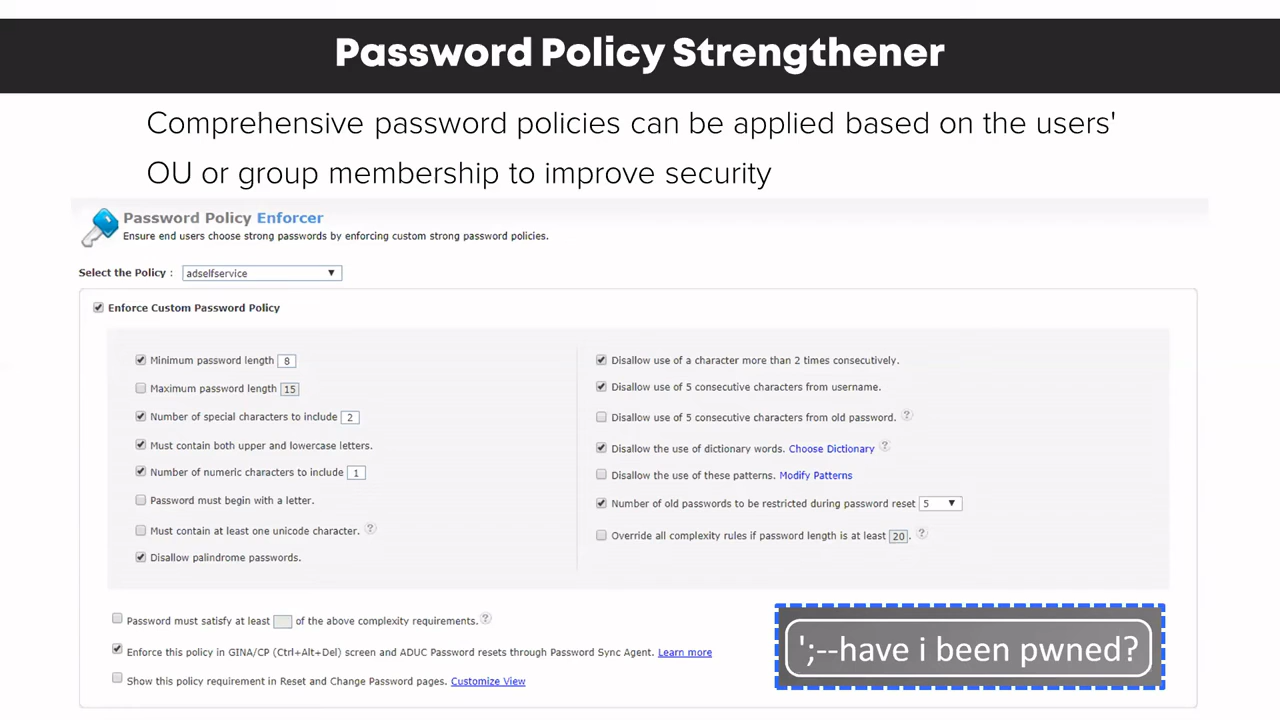 Password Policy Strengthener
Comprehensive password policies can be applied based on the users'
OU or group membership to improve security
Password Policy Enforcer
Ensure end users choose strong passwords by enforcing custom strong password policies.
Select the Policy : adselfservice
Enforce Custom Password Policy
Minimum password length 8
Maximum password length 15
Number of special characters to include 2
Must contain both upper and lowercase letters.
Number of numeric characters to include 1
Password must begin with a letter.
Must contain at least one unicode character. ?
Disallow palindrome passwords.
Disallow use of a character more than 2 times consecutively.
Disallow use of 5 consecutive characters from username.
Disallow use of 5 consecutive characters from old password. ?
Disallow the use of dictionary words. Choose Dictionary ?
Disallow the use of these patterns. Modify Patterns
Number of old passwords to be restricted during password reset 5
Override all complexity rules if password length is at least 20 . ?
Password must satisfy at least of the above complexity requirements. ?
Enforce this policy in GINA/CP (Ctrl+Alt+Del) screen and ADUC Password resets through Password Sync Agent. Learn more
Show this policy requirement in Reset and Change Password pages. Customize View
';--have i been pwned?